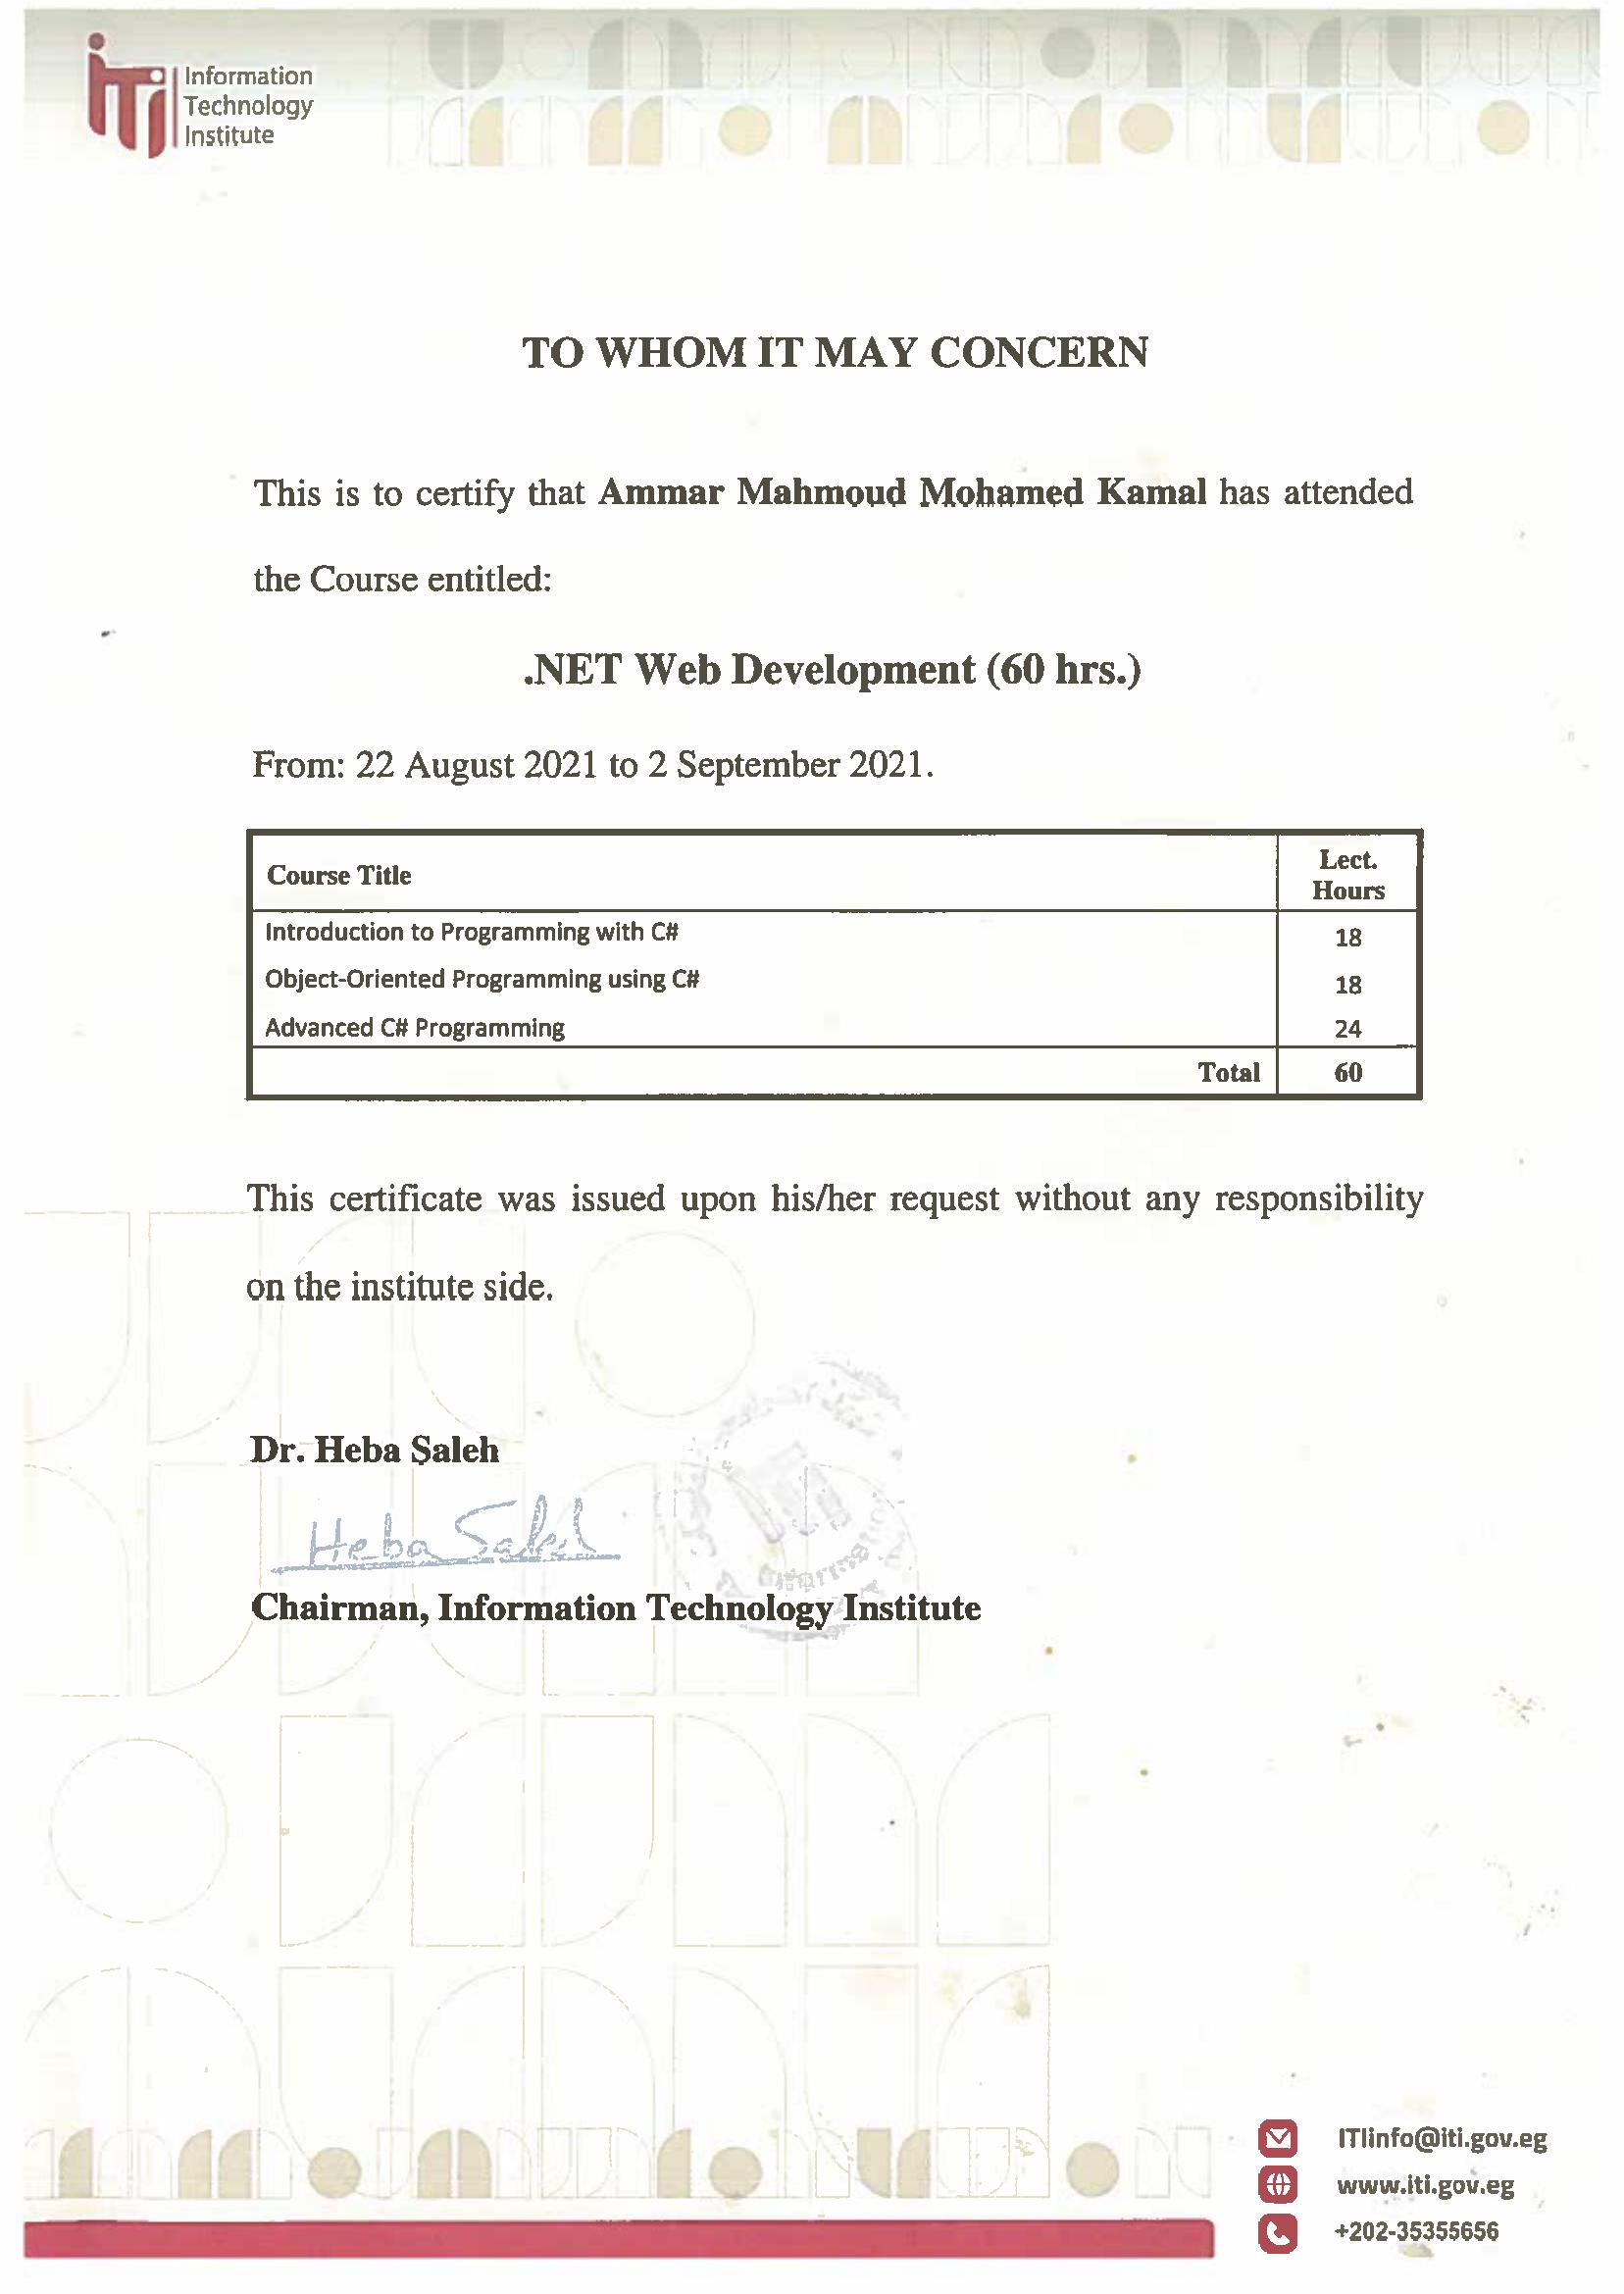 Information
Technology
Institute
TO WHOM IT MAY CONCERN
This is to certify that Ammar Mahmoud Mohamed Kamal has attended
the Course entitled:
.NET Web Development (60 hrs.)
From: 22 August 2021 to 2 September 2021.
Course Title Lect. Hours
Introduction to Programming with C# 18
Object-Oriented Programming using C# 18
Advanced C# Programming 24
Total 60
This certificate was issued upon his/her request without any responsibility
on the institute side.
Dr. Heba Saleh
Heba Saleh
Chairman, Information Technology Institute
ITIinfo@iti.gov.eg
www.iti.gov.eg
+202-35355656